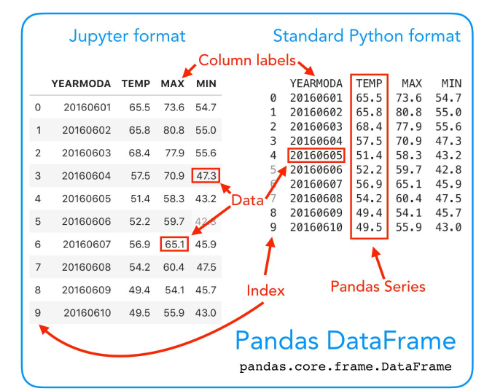 Jupyter format
Standard Python format
Column labels
YEARMODA TEMP MAX MIN
0 20160601 65.5 73.6 54.7
1 20160602 65.8 80.8 55.0
2 20160603 68.4 77.9 55.6
3 20160604 57.5 70.9 47.3
4 20160605 51.4 58.3 43.2
5 20160606 52.2 59.7 42.8
6 20160607 56.9 65.1 45.9
7 20160608 54.2 60.4 47.5
8 20160609 49.4 54.1 45.7
9 20160610 49.5 55.9 43.0
YEARMODA TEMP MAX MIN
0 20160601 65.5 73.6 54.7
1 20160602 65.8 80.8 55.0
2 20160603 68.4 77.9 55.6
3 20160604 57.5 70.9 47.3
4 20160605 51.4 58.3 43.2
5 20160606 52.2 59.7 42.8
6 20160607 56.9 65.1 45.9
7 20160608 54.2 60.4 47.5
8 20160609 49.4 54.1 45.7
9 20160610 49.5 55.9 43.0
Data
Index
Pandas Series
Pandas DataFrame
pandas.core.frame.DataFrame